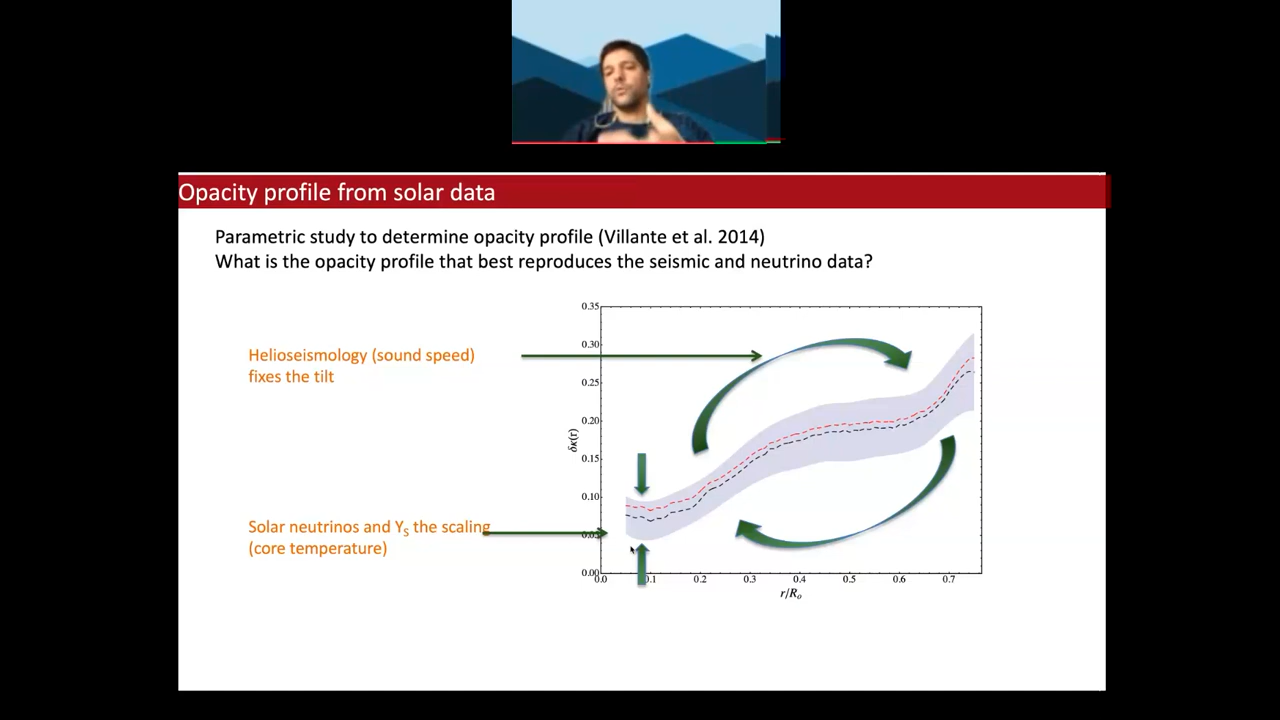 Opacity profile from solar data
Parametric study to determine opacity profile (Villante et al. 2014)
What is the opacity profile that best reproduces the seismic and neutrino data?
Helioseismology (sound speed)
fixes the tilt
Solar neutrinos and Y_S the scaling
(core temperature)
0.35
0.30
0.25
0.20
0.15
0.10
0.05
0.00
δκ(r)
0.0 0.1 0.2 0.3 0.4 0.5 0.6 0.7
r/R_o